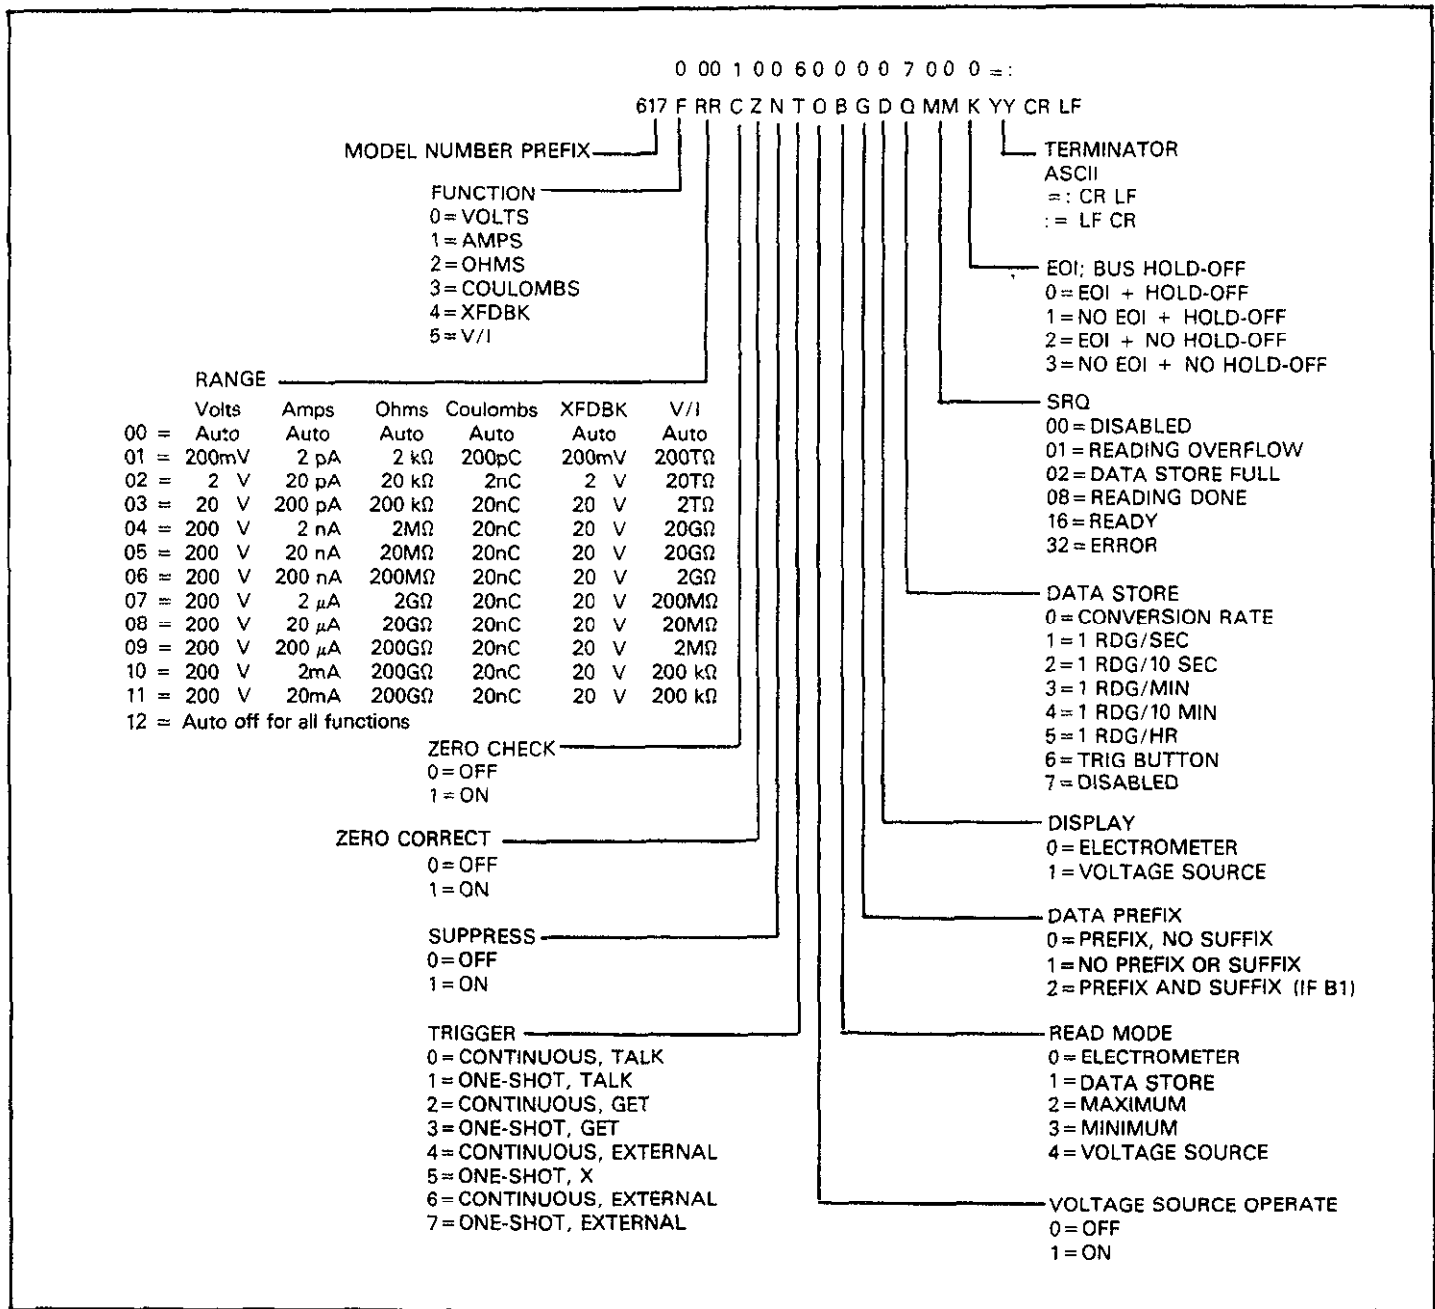 0 00 1 0 0 6 0 0 0 0 7 0 0 0 =:
617 F RR C Z N T O B G D Q MM K YY CR LF
MODEL NUMBER PREFIX
FUNCTION
0=VOLTS
1=AMPS
2=OHMS
3=COULOMBS
4=XFDBK
5=V/I
RANGE
Volts Amps Ohms Coulombs XFDBK V/I
00 = Auto Auto Auto Auto Auto Auto
01 = 200mV 2 pA 2 kΩ 200pC 200mV 200TΩ
02 = 2 V 20 pA 20 kΩ 2nC 2 V 20TΩ
03 = 20 V 200 pA 200 kΩ 20nC 20 V 2TΩ
04 = 200 V 2 nA 2MΩ 20nC 20 V 20GΩ
05 = 200 V 20 nA 20MΩ 20nC 20 V 20GΩ
06 = 200 V 200 nA 200MΩ 20nC 20 V 2GΩ
07 = 200 V 2 μA 2GΩ 20nC 20 V 200MΩ
08 = 200 V 20 μA 20GΩ 20nC 20 V 20MΩ
09 = 200 V 200 μA 200GΩ 20nC 20 V 2MΩ
10 = 200 V 2mA 200GΩ 20nC 20 V 200 kΩ
11 = 200 V 20mA 200GΩ 20nC 20 V 200 kΩ
12 = Auto off for all functions
ZERO CHECK
0=OFF
1=ON
ZERO CORRECT
0=OFF
1=ON
SUPPRESS
0=OFF
1=ON
TRIGGER
0=CONTINUOUS, TALK
1=ONE-SHOT, TALK
2=CONTINUOUS, GET
3=ONE-SHOT, GET
4=CONTINUOUS, EXTERNAL
5=ONE-SHOT, X
6=CONTINUOUS, EXTERNAL
7=ONE-SHOT, EXTERNAL
TERMINATOR
ASCII
=: CR LF
:= LF CR
EOI; BUS HOLD-OFF
0=EOI + HOLD-OFF
1=NO EOI + HOLD-OFF
2=EOI + NO HOLD-OFF
3=NO EOI + NO HOLD-OFF
SRQ
00=DISABLED
01=READING OVERFLOW
02=DATA STORE FULL
08=READING DONE
16=READY
32=ERROR
DATA STORE
0=CONVERSION RATE
1=1 RDG/SEC
2=1 RDG/10 SEC
3=1 RDG/MIN
4=1 RDG/10 MIN
5=1 RDG/HR
6=TRIG BUTTON
7=DISABLED
DISPLAY
0=ELECTROMETER
1=VOLTAGE SOURCE
DATA PREFIX
0=PREFIX, NO SUFFIX
1=NO PREFIX OR SUFFIX
2=PREFIX AND SUFFIX (IF B1)
READ MODE
0=ELECTROMETER
1=DATA STORE
2=MAXIMUM
3=MINIMUM
4=VOLTAGE SOURCE
VOLTAGE SOURCE OPERATE
0=OFF
1=ON